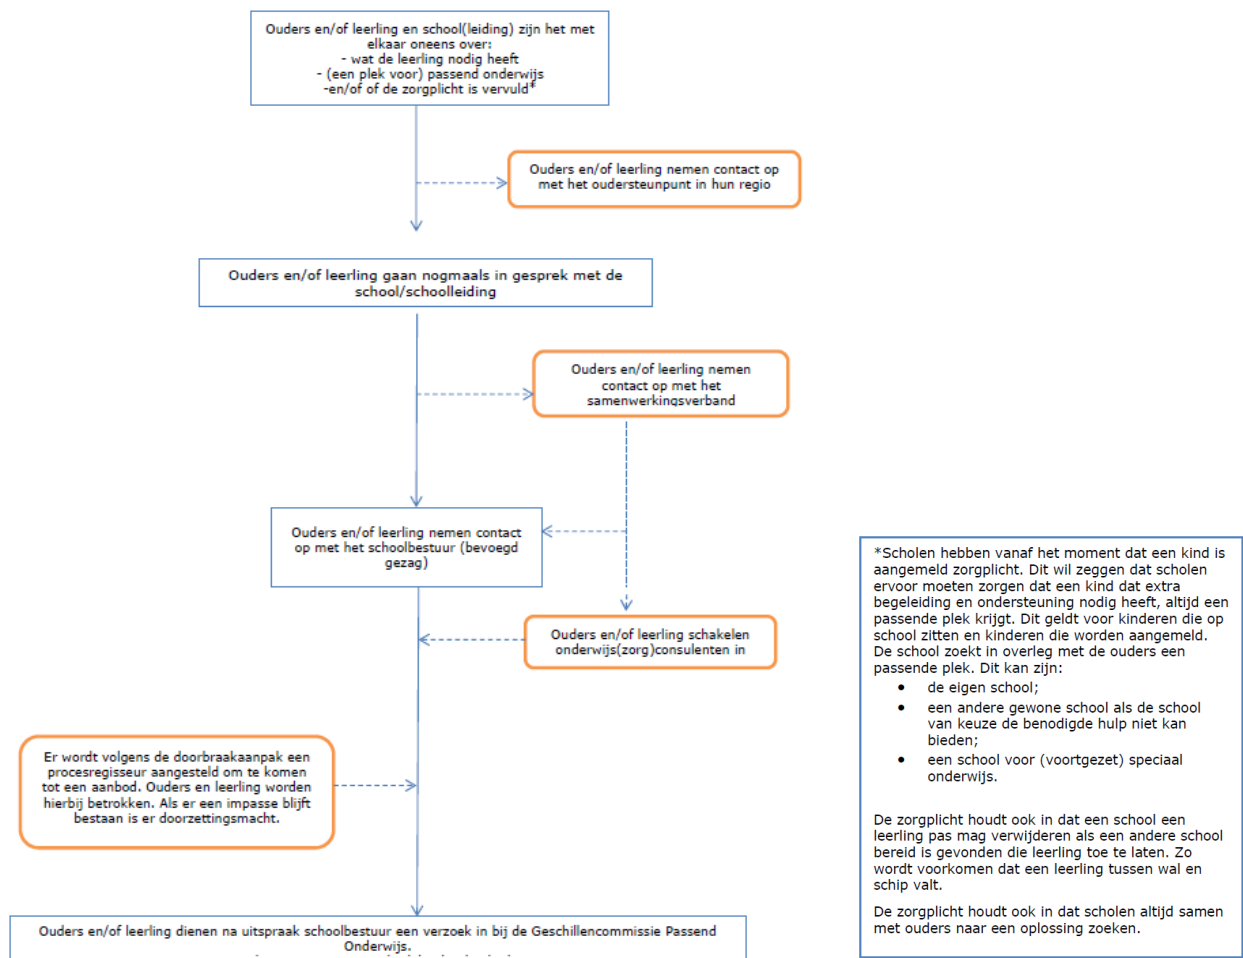 Ouders en/of leerling en school(leiding) zijn het met
elkaar oneens over:
- wat de leerling nodig heeft
- (een plek voor) passend onderwijs
-en/of of de zorgplicht is vervuld*
Ouders en/of leerling nemen contact op
met het oudersteunpunt in hun regio
Ouders en/of leerling gaan nogmaals in gesprek met de
school/schoolleiding
Ouders en/of leerling nemen
contact op met het
samenwerkingsverband
Ouders en/of leerling nemen contact
op met het schoolbestuur (bevoegd
gezag)
Ouders en/of leerling schakelen
onderwijs(zorg)consulenten in
Er wordt volgens de doorbraakaanpak een
procesregisseur aangesteld om te komen
tot een aanbod. Ouders en leerling worden
hierbij betrokken. Als er een impasse blijft
bestaan is er doorzettingsmacht.
Ouders en/of leerling dienen na uitspraak schoolbestuur een verzoek in bij de Geschillencommissie Passend
Onderwijs.
*Scholen hebben vanaf het moment dat een kind is
aangemeld zorgplicht. Dit wil zeggen dat scholen
ervoor moeten zorgen dat een kind dat extra
begeleiding en ondersteuning nodig heeft, altijd een
passende plek krijgt. Dit geldt voor kinderen die op
school zitten en kinderen die worden aangemeld.
De school zoekt in overleg met de ouders een
passende plek. Dit kan zijn:
• de eigen school;
• een andere gewone school als de school
van keuze de benodigde hulp niet kan
bieden;
• een school voor (voortgezet) speciaal
onderwijs.
De zorgplicht houdt ook in dat een school een
leerling pas mag verwijderen als een andere school
bereid is gevonden die leerling toe te laten. Zo
wordt voorkomen dat een leerling tussen wal en
schip valt.
De zorgplicht houdt ook in dat scholen altijd samen
met ouders naar een oplossing zoeken.